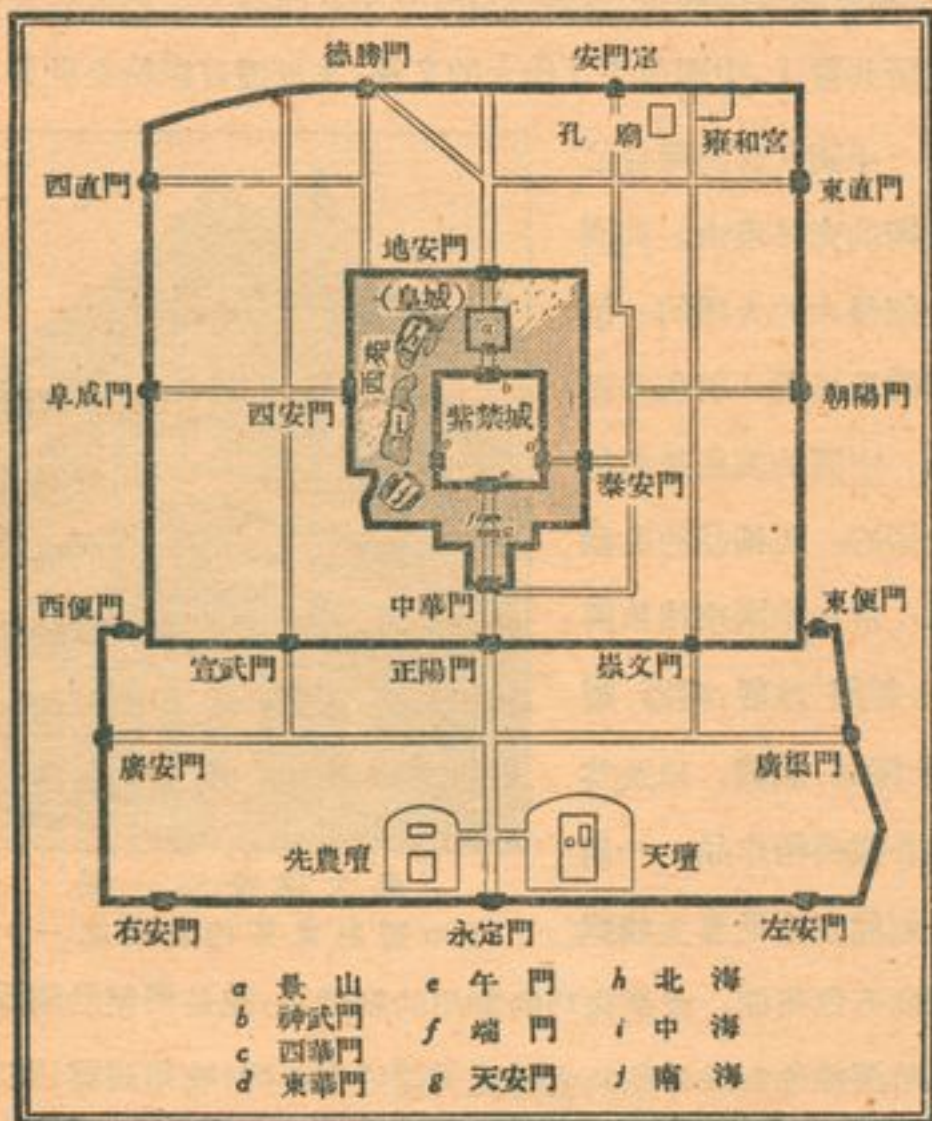 德勝門
安門定
孔廟
雍和宮
西直門
東直門
地安門
(阜城)
a
西苑
h
b
阜成門
西安門
i
紫禁城
朝陽門
c
d
e
泰安門
j
f
g
中華門
西便門
東便門
宣武門
正陽門
崇文門
廣安門
廣渠門
先農壇
天壇
右安門
永定門
左安門
a 景山
b 神武門
c 西華門
d 東華門
e 午門
f 端門
g 天安門
h 北海
i 中海
j 南海